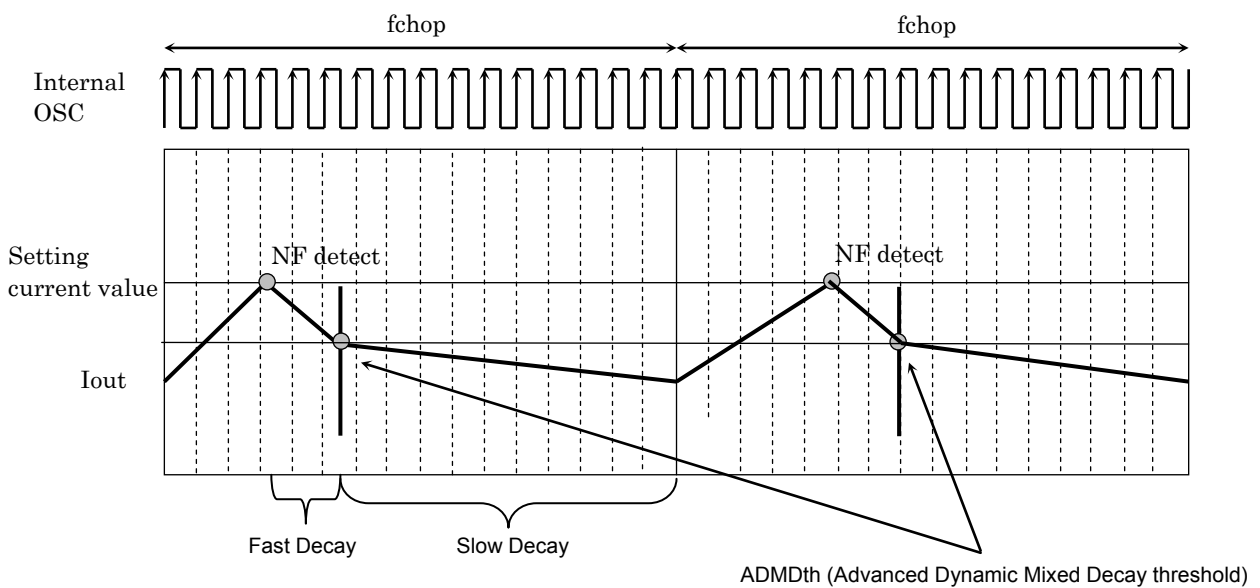 fchop
fchop
Internal
OSC
NF detect
NF detect
Setting
current value
Iout
Fast Decay
Slow Decay
ADMDth (Advanced Dynamic Mixed Decay threshold)